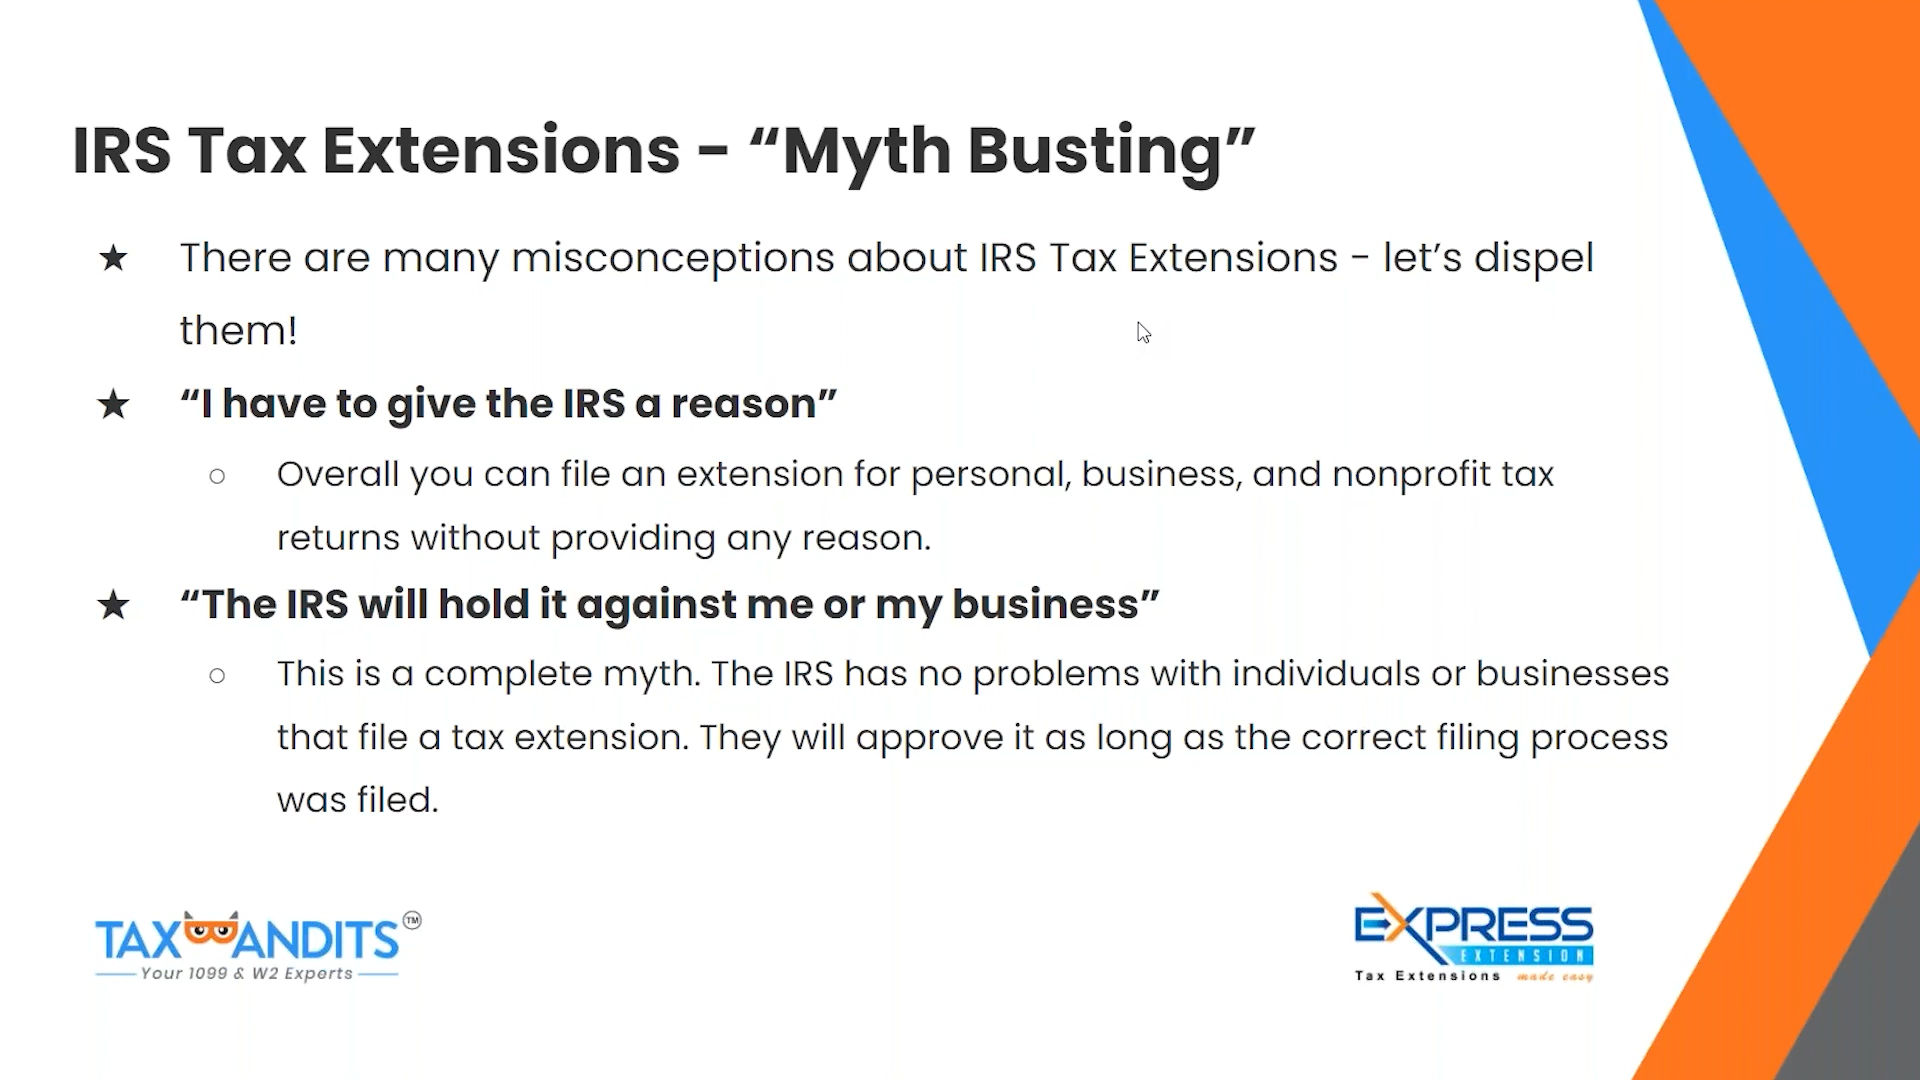 IRS Tax Extensions - “Myth Busting”
★ There are many misconceptions about IRS Tax Extensions - let’s dispel
them!
★ “I have to give the IRS a reason”
○ Overall you can file an extension for personal, business, and nonprofit tax
returns without providing any reason.
★ “The IRS will hold it against me or my business”
○ This is a complete myth. The IRS has no problems with individuals or businesses
that file a tax extension. They will approve it as long as the correct filing process
was filed.
TAXBANDITS TM
Your 1099 & W2 Experts
EXPRESS
EXTENSION
Tax Extensions made easy